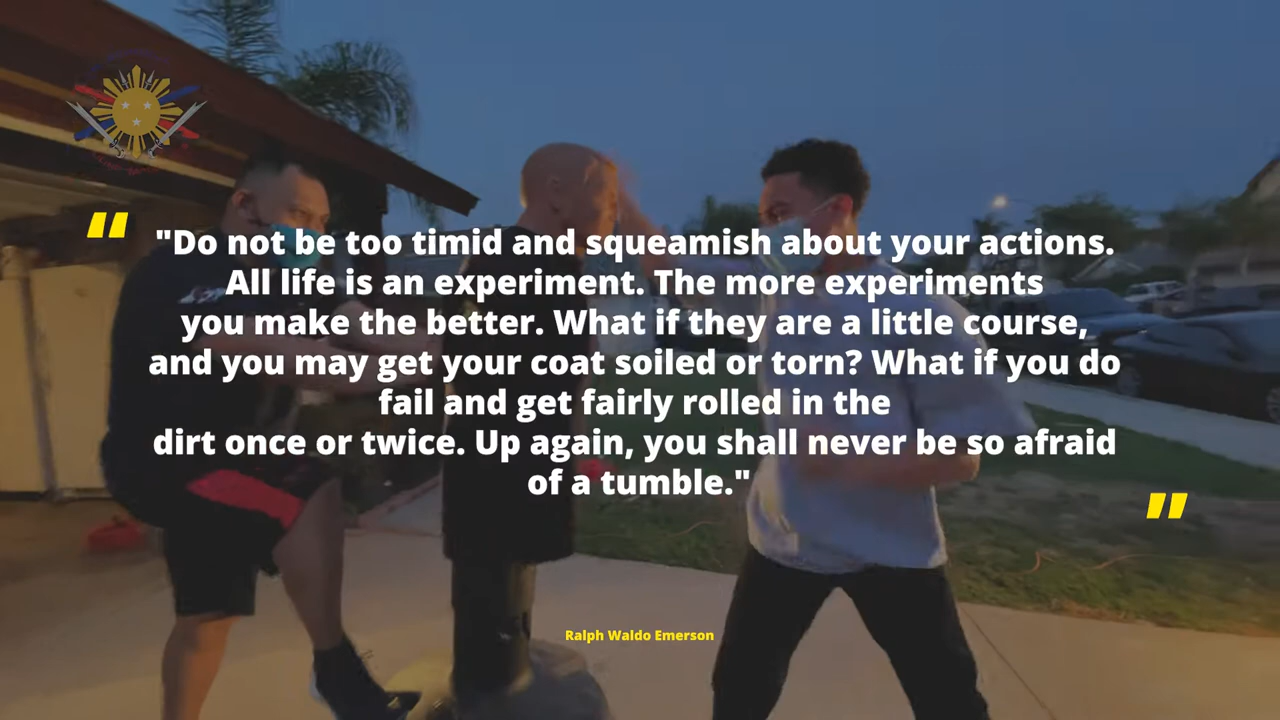 "Do not be too timid and squeamish about your actions.
All life is an experiment. The more experiments
you make the better. What if they are a little course,
and you may get your coat soiled or torn? What if you do
fail and get fairly rolled in the
dirt once or twice. Up again, you shall never be so afraid
of a tumble."
Ralph Waldo Emerson